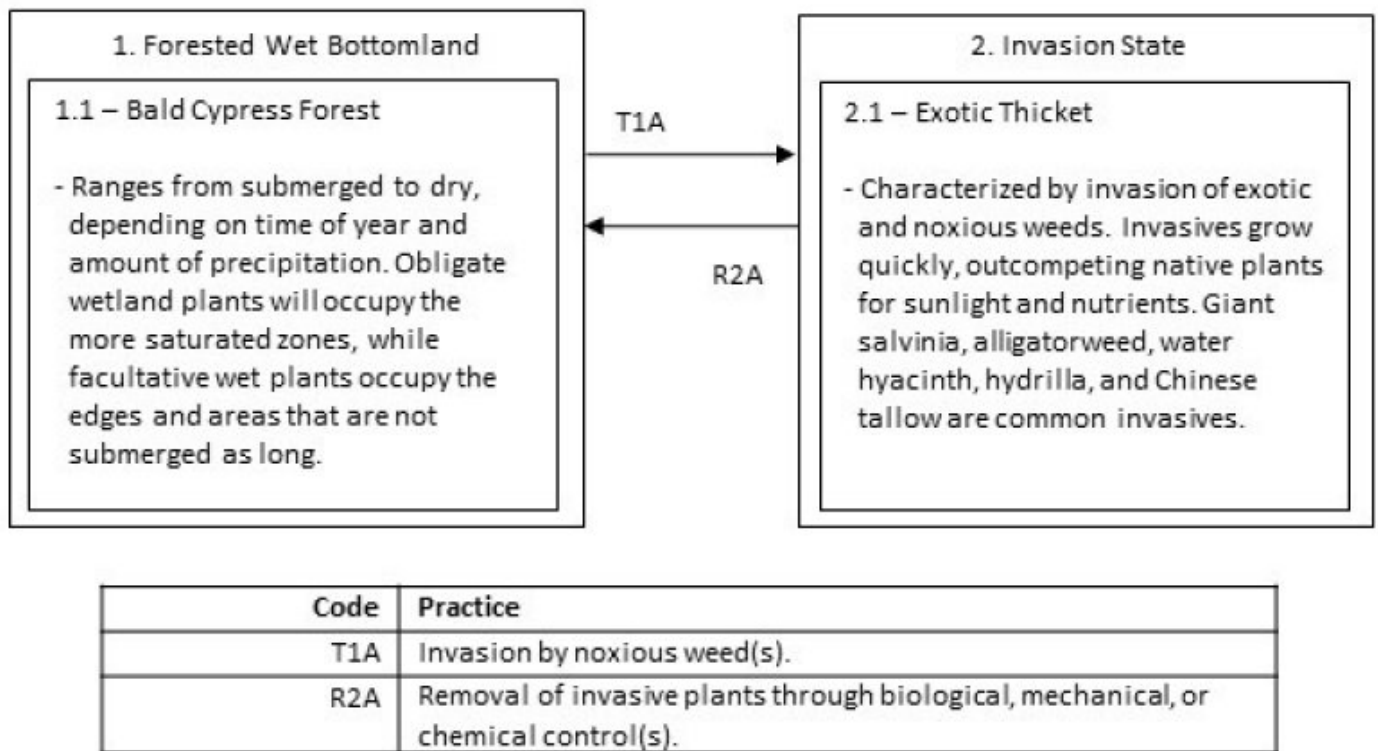 1. Forested Wet Bottomland
1.1 – Bald Cypress Forest
- Ranges from submerged to dry,
depending on time of year and
amount of precipitation. Obligate
wetland plants will occupy the
more saturated zones, while
facultative wet plants occupy the
edges and areas that are not
submerged as long.
T1A
R2A
2. Invasion State
2.1 – Exotic Thicket
- Characterized by invasion of exotic
and noxious weeds. Invasives grow
quickly, outcompeting native plants
for sunlight and nutrients. Giant
salvinia, alligatorweed, water
hyacinth, hydrilla, and Chinese
tallow are common invasives.
Code Practice
T1A Invasion by noxious weed(s).
R2A Removal of invasive plants through biological, mechanical, or
chemical control(s).